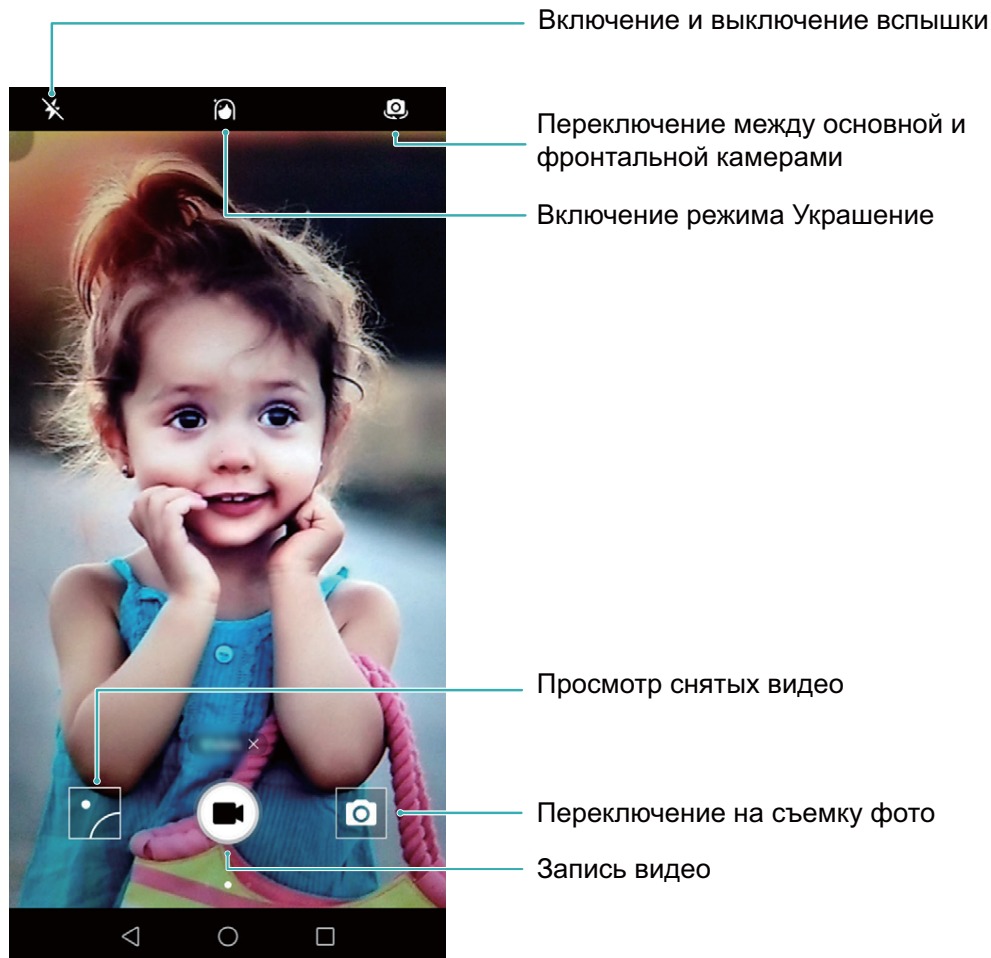 Включение и выключение вспышки
Переключение между основной и
фронтальной камерами
Включение режима Украшение
Просмотр снятых видео
Переключение на съемку фото
Запись видео